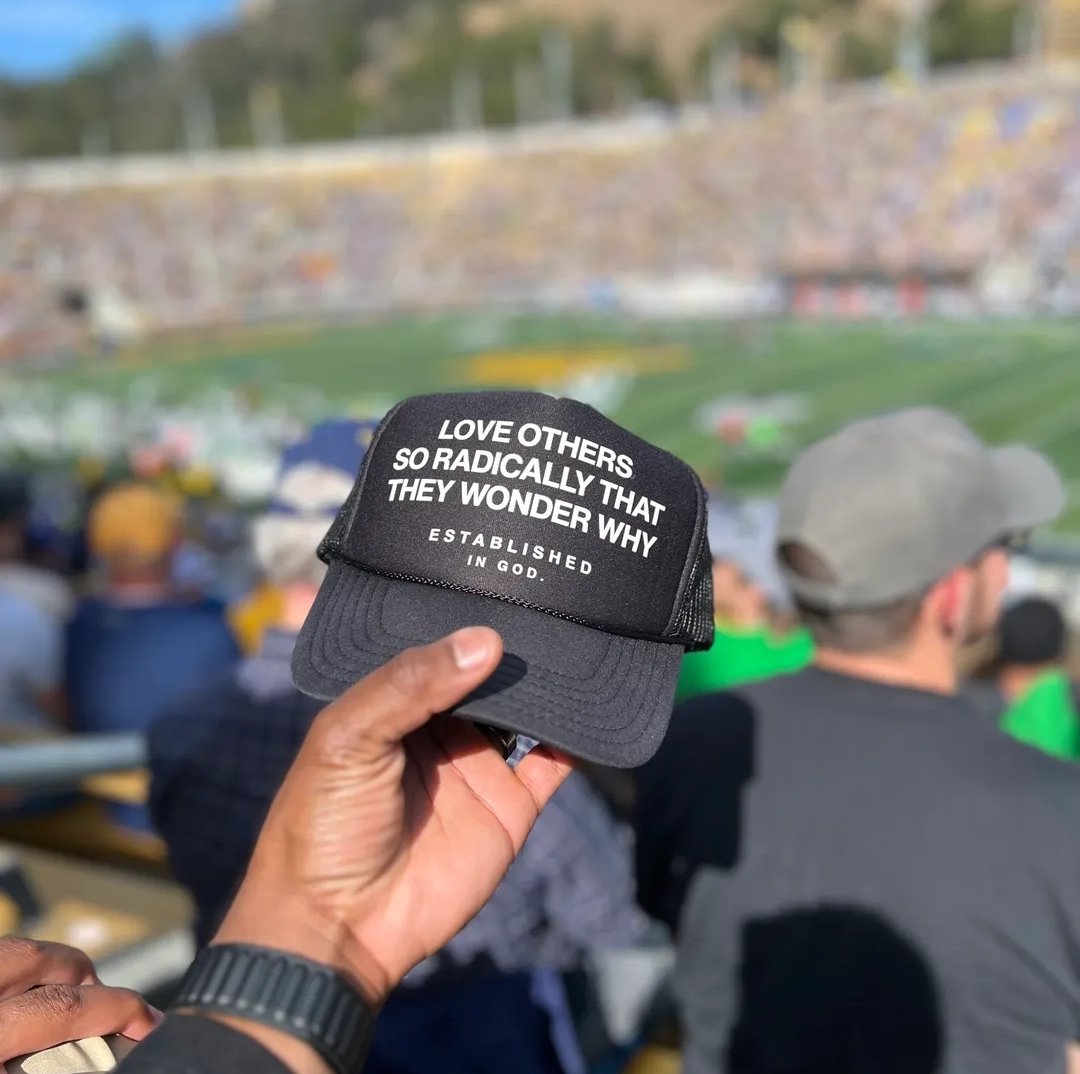 LOVE OTHERS
SO RADICALLY THAT
THEY WONDER WHY
ESTABLISHED
IN GOD.